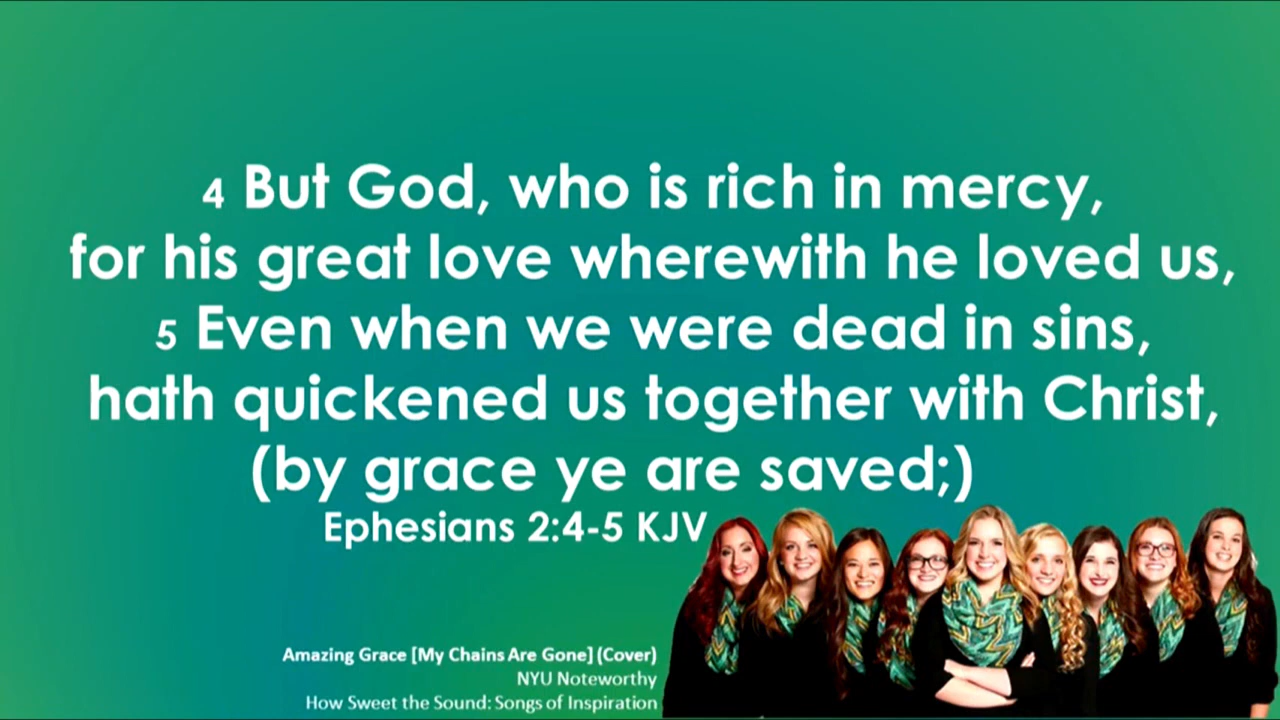 4 But God, who is rich in mercy,
for his great love wherewith he loved us,
5 Even when we were dead in sins,
hath quickened us together with Christ,
(by grace ye are saved;)
Ephesians 2:4-5 KJV
Amazing Grace [My Chains Are Gone] (Cover)
NYU Noteworthy
How Sweet the Sound: Songs of Inspiration